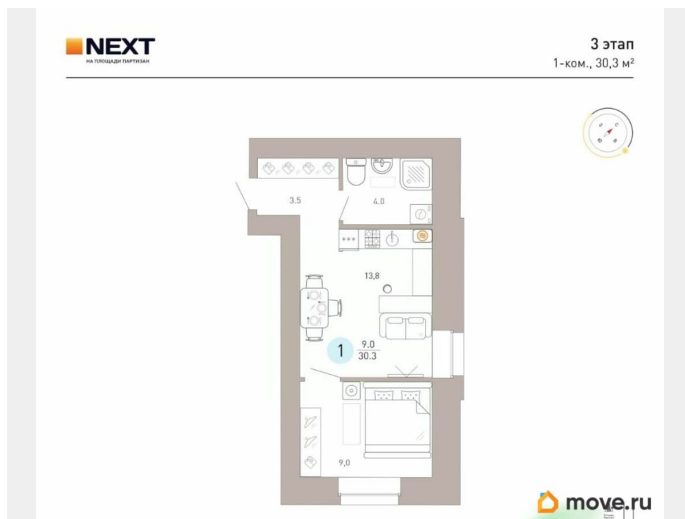 NEXT
НА ПЛОЩАДИ ПАРТИЗАН
3 этап
1-ком., 30,3 м²
3.5
4.0
13,8
1
9.0
30.3
9,0
move.ru